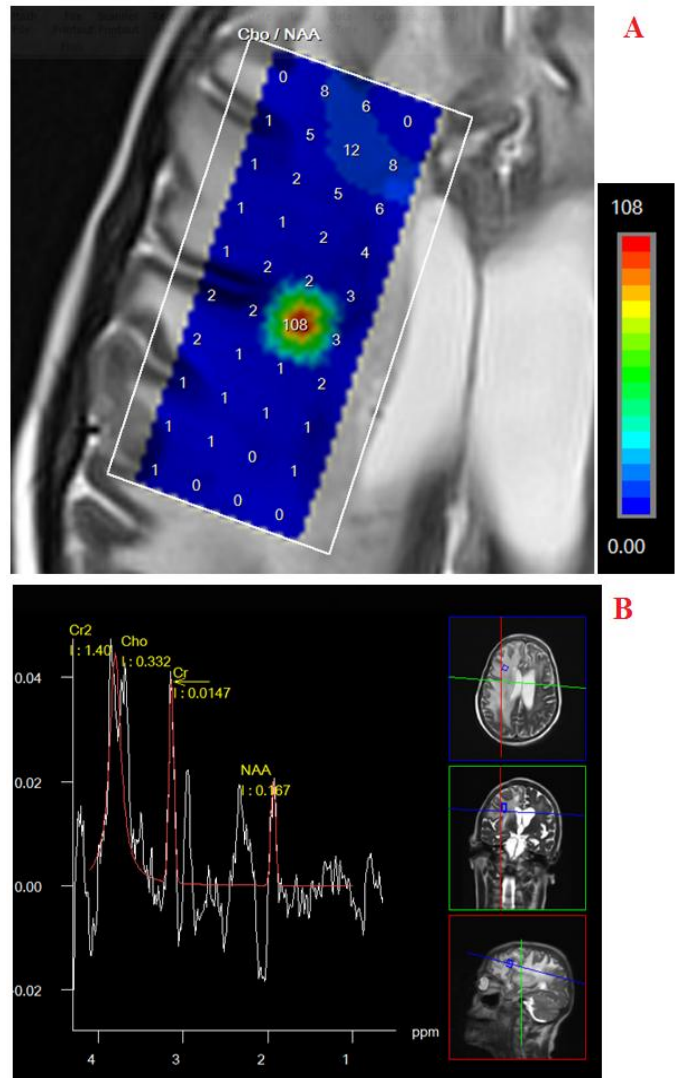 Cho / NAA
A
0 8 6 0
1 5 12 8
1 2 5 6
1 1 2 4
1 2 2 3
2 2 108 3
2 1 1 2
1 1 1 1
1 1 0 1
1 0 0 0
108
0.00
B
Cr2
I : 1.40
Cho
I : 0.332
Cr
I : 0.0147
NAA
I : 0.167
0.04
0.02
0.00
-0.02
4 3 2 1 ppm